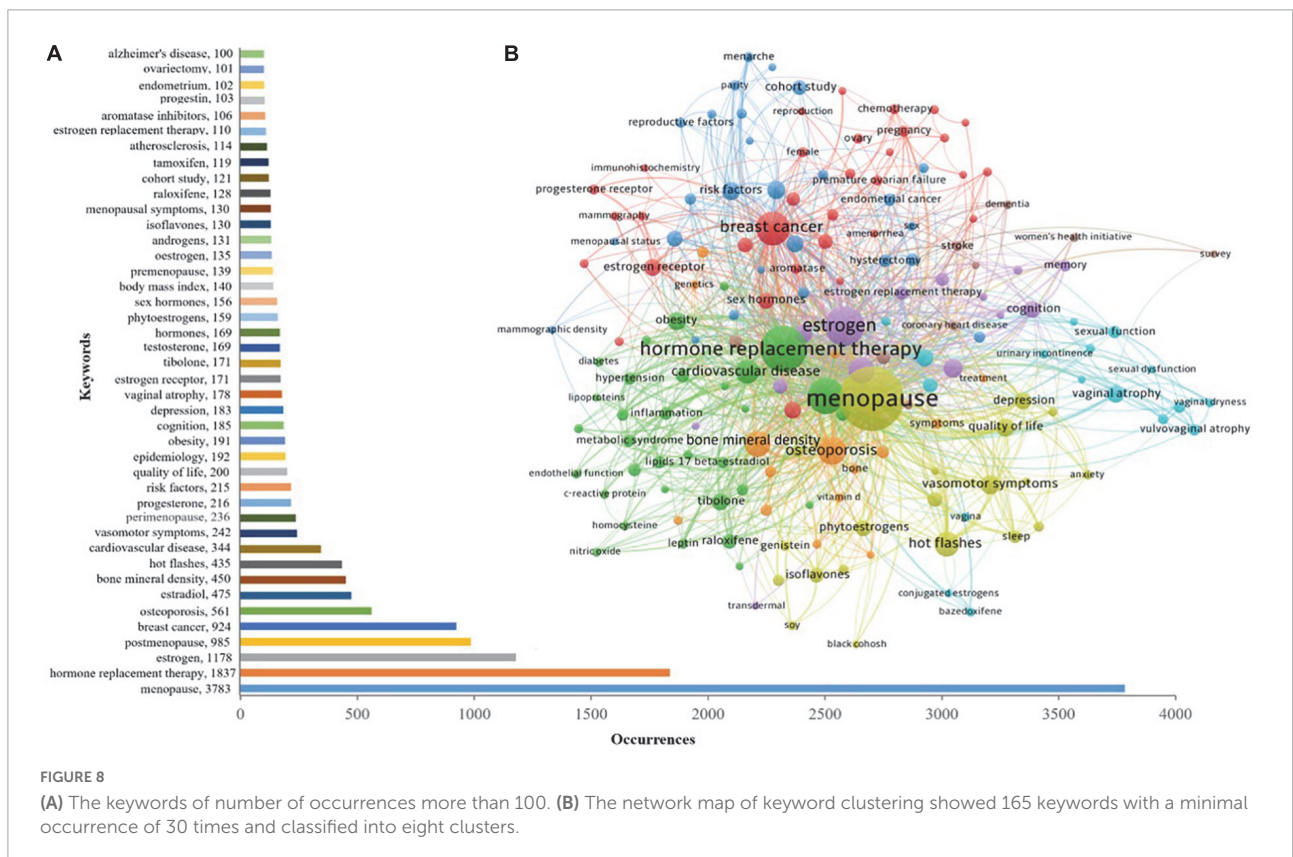 A
alzheimer's disease, 100
ovariectomy, 101
endometrium, 102
progestin, 103
aromatase inhibitors, 106
estrogen replacement therapy, 110
atherosclerosis, 114
tamoxifen, 119
cohort study, 121
raloxifene, 128
menopausal symptoms, 130
isoflavones, 130
androgens, 131
oestrogen, 135
premenopause, 139
body mass index, 140
sex hormones, 156
phytoestrogens, 159
hormones, 169
testosterone, 169
tibolone, 171
estrogen receptor, 171
vaginal atrophy, 178
depression, 183
cognition, 185
obesity, 191
epidemiology, 192
quality of life, 200
risk factors, 215
progesterone, 216
perimenopause, 236
vasomotor symptoms, 242
cardiovascular disease, 344
hot flashes, 435
bone mineral density, 450
estradiol, 475
osteoporosis, 561
breast cancer, 924
postmenopause, 985
estrogen, 1178
hormone replacement therapy, 1837
menopause, 3783
Keywords
0 500 1000 1500 2000 2500 3000 3500 4000
Occurrences
B
menarche
parity
cohort study
reproduction
chemotherapy
reproductive factors
pregnancy
ovary
female
immunohistochemistry
premature ovarian failure
progesterone receptor
risk factors
endometrial cancer
dementia
mammography
breast cancer
sex
amenorrhea
menopausal status
women's health initiative
stroke
survey
hysterectomy
estrogen receptor
aromatase
memory
genetics
estrogen replacement therapy
sex hormones
cognition
obesity
estrogen
coronary heart disease
mammographic density
sexual function
hormone replacement therapy
urinary incontinence
diabetes
cardiovascular disease
sexual dysfunction
hypertension
treatment
lipoproteins
menopause
depression
vaginal atrophy
vaginal dryness
inflammation
symptoms
quality of life
vulvovaginal atrophy
metabolic syndrome
bone mineral density
osteoporosis
lipids
17 beta-estradiol
endothelial function
bone
anxiety
vasomotor symptoms
c-reactive protein
tibolone
vitamin d
vagina
homocysteine
phytoestrogens
sleep
nitric oxide
leptin
raloxifene
genistein
hot flashes
isoflavones
conjugated estrogens
transdermal
bazedoxifene
soy
black cohosh
FIGURE 8
(A) The keywords of number of occurrences more than 100. (B) The network map of keyword clustering showed 165 keywords with a minimal
occurrence of 30 times and classified into eight clusters.